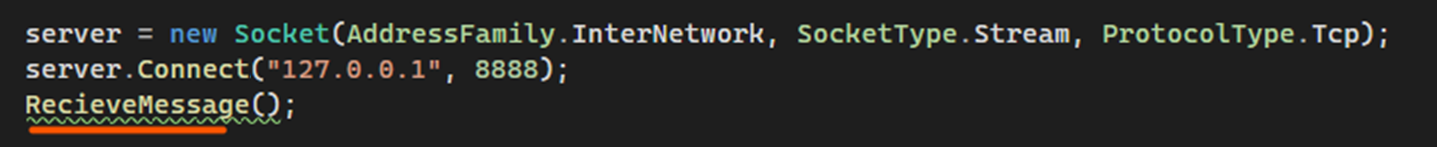 server = new Socket(AddressFamily.InterNetwork, SocketType.Stream, ProtocolType.Tcp);
server.Connect("127.0.0.1", 8888);
RecieveMessage();